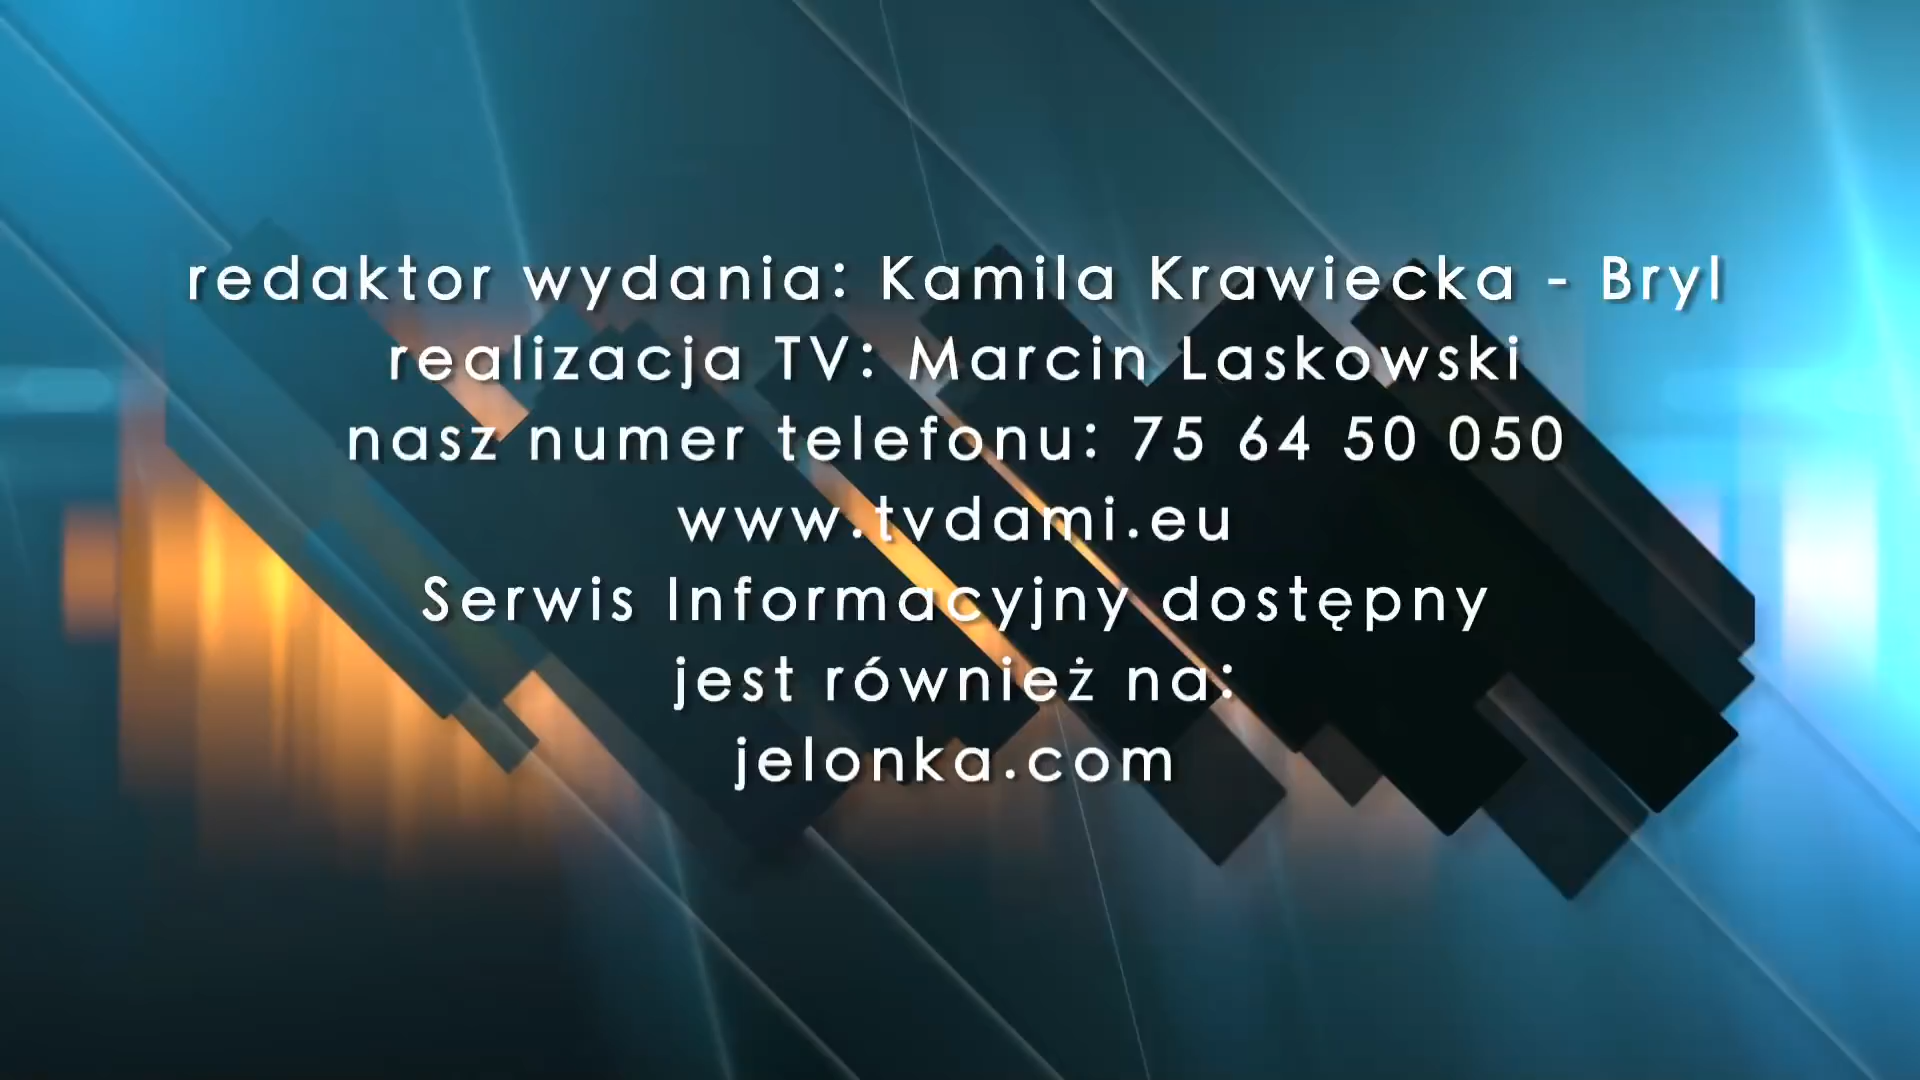 redaktor wydania: Kamila Krawiecka - Bryl
realizacja TV: Marcin Laskowski
nasz numer telefonu: 75 64 50 050
www.tvdami.eu
Serwis Informacyjny dostępny
jest również na:
jelonka.com